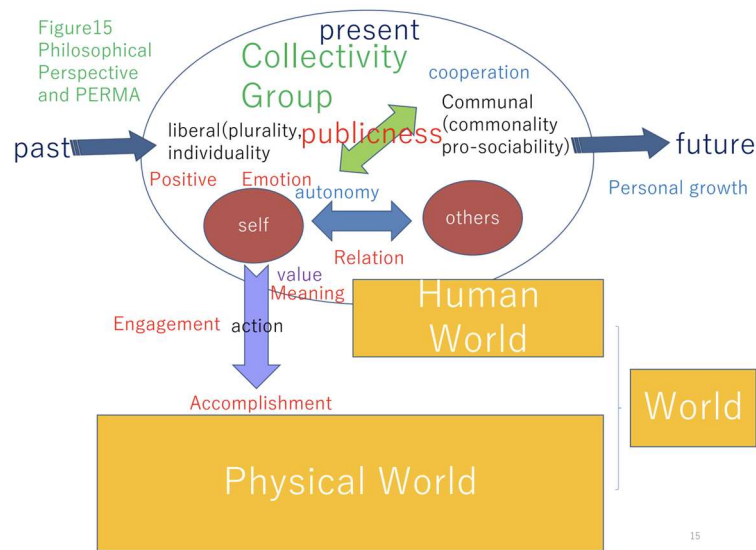 Figure15
Philosophical
Perspective
and PERMA
present
Collectivity
Group
cooperation
past
liberal(plurality,
individuality
publicness
Communal
(commonality
pro-sociability)
future
Personal growth
Positive Emotion
autonomy
self
others
Relation
value
Meaning
Engagement
action
Accomplishment
Human
World
World
Physical World
15